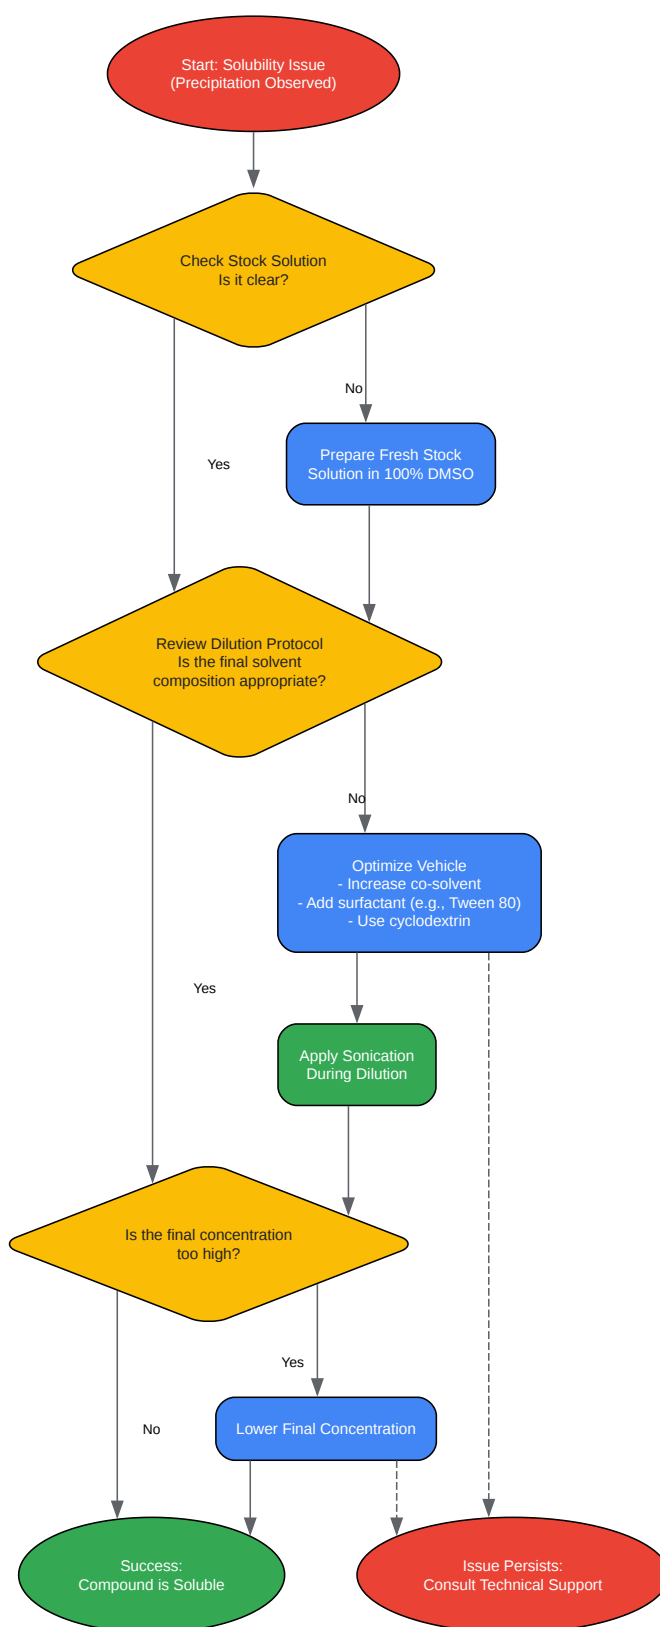 Start: Solubility Issue
(Precipitation Observed)
Check Stock Solution
Is it clear?
No
Prepare Fresh Stock
Solution in 100% DMSO
Yes
Review Dilution Protocol
Is the final solvent
composition appropriate?
No
Optimize Vehicle
- Increase co-solvent
- Add surfactant (e.g., Tween 80)
- Use cyclodextrin
Yes
Apply Sonication
During Dilution
Is the final concentration
too high?
Yes
Lower Final Concentration
No
Success:
Compound is Soluble
Issue Persists:
Consult Technical Support